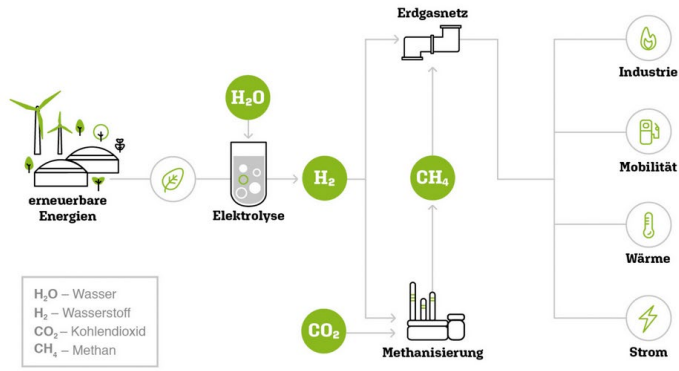 Erdgasnetz
H₂O
Industrie
H₂
CH₄
Mobilität
erneuerbare
Energien
Elektrolyse
Wärme
H₂O – Wasser
H₂ – Wasserstoff
CO₂ – Kohlendioxid
CH₄ – Methan
CO₂
Methanisierung
Strom